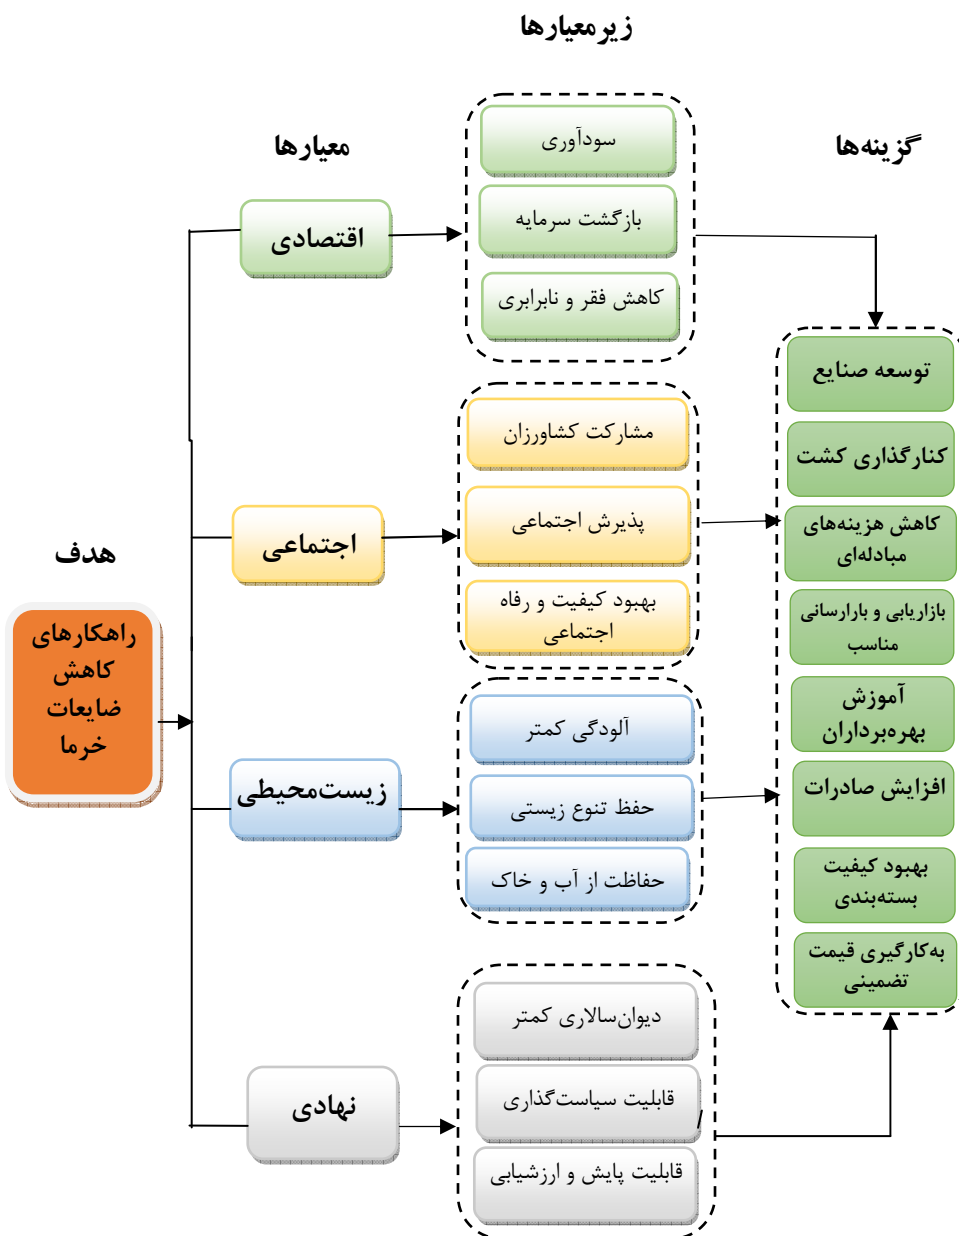 زیرمعیارها
معیارها
گزینه‌ها
هدف
راهکارهای
کاهش
ضایعات
خرما
اقتصادی
سودآوری
بازگشت سرمایه
کاهش فقر و نابرابری
اجتماعی
مشارکت کشاورزان
پذیرش اجتماعی
بهبود کیفیت و رفاه
اجتماعی
زیست‌محیطی
آلودگی کمتر
حفظ تنوع زیستی
حفاظت از آب و خاک
نهادی
دیوان‌سالاری کمتر
قابلیت سیاست‌گذاری
قابلیت پایش و ارزشیابی
توسعه صنایع
کنارگذاری کشت
کاهش هزینه‌های
مبادله‌ای
بازاریابی و بارارسانی
مناسب
آموزش
بهره‌برداران
افزایش صادرات
بهبود کیفیت
بسته‌بندی
به‌کارگیری قیمت
تضمینی